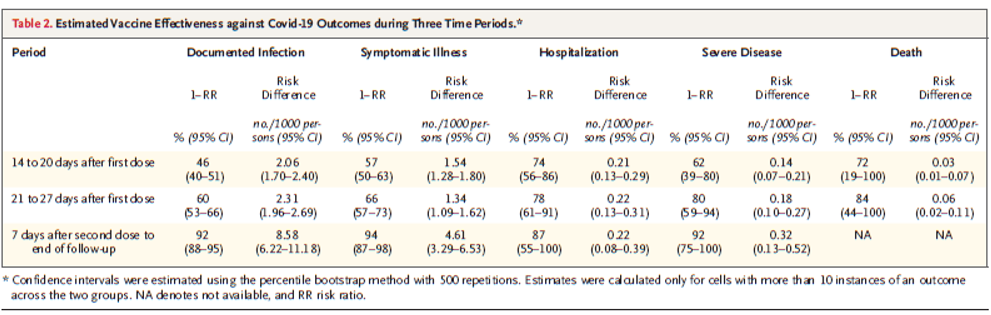 Table 2. Estimated Vaccine Effectiveness against Covid-19 Outcomes during Three Time Periods.*
Period Documented Infection Symptomatic Illness Hospitalization Severe Disease Death
1–RR Risk Difference 1–RR Risk Difference 1–RR Risk Difference 1–RR Risk Difference 1–RR Risk Difference
% (95% CI) no./1000 per-sons (95% CI) % (95% CI) no./1000 per-sons (95% CI) % (95% CI) no./1000 per-sons (95% CI) % (95% CI) no./1000 per-sons (95% CI) % (95% CI) no./1000 per-sons (95% CI)
14 to 20 days after first dose 46 2.06 57 1.54 74 0.21 62 0.14 72 0.03
(40–51) (1.70–2.40) (50–63) (1.28–1.80) (56–86) (0.13–0.29) (39–80) (0.07–0.21) (19–100) (0.01–0.07)
21 to 27 days after first dose 60 2.31 66 1.34 78 0.22 80 0.18 84 0.06
(53–66) (1.96–2.69) (57–73) (1.09–1.62) (61–91) (0.13–0.31) (59–94) (0.10–0.27) (44–100) (0.02–0.11)
7 days after second dose to 92 8.58 94 4.61 87 0.22 92 0.32 NA NA
end of follow-up (88–95) (6.22–11.18) (87–98) (3.29–6.53) (55–100) (0.08–0.39) (75–100) (0.13–0.52)
* Confidence intervals were estimated using the percentile bootstrap method with 500 repetitions. Estimates were calculated only for cells with more than 10 instances of an outcome
across the two groups. NA denotes not available, and RR risk ratio.